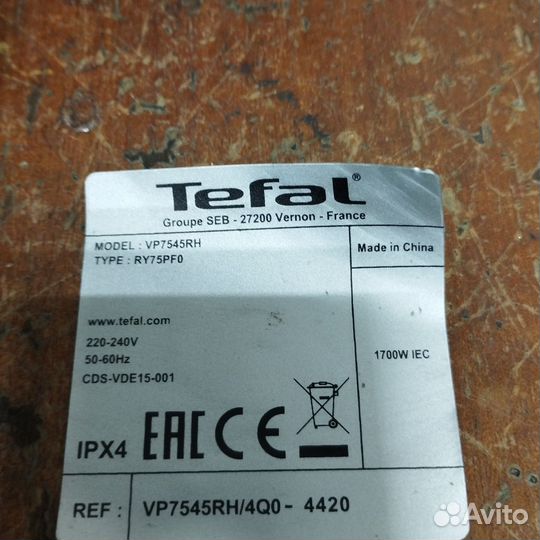 Tefal®
Groupe SEB - 27200 Vernon - France
MODEL : VP7545RH
TYPE : RY75PF0
Made in China
www.tefal.com
220-240V
50-60Hz
CDS-VDE15-001
1700W IEC
IPX4 EAC CE
REF : VP7545RH/4Q0 - 4420
Avito